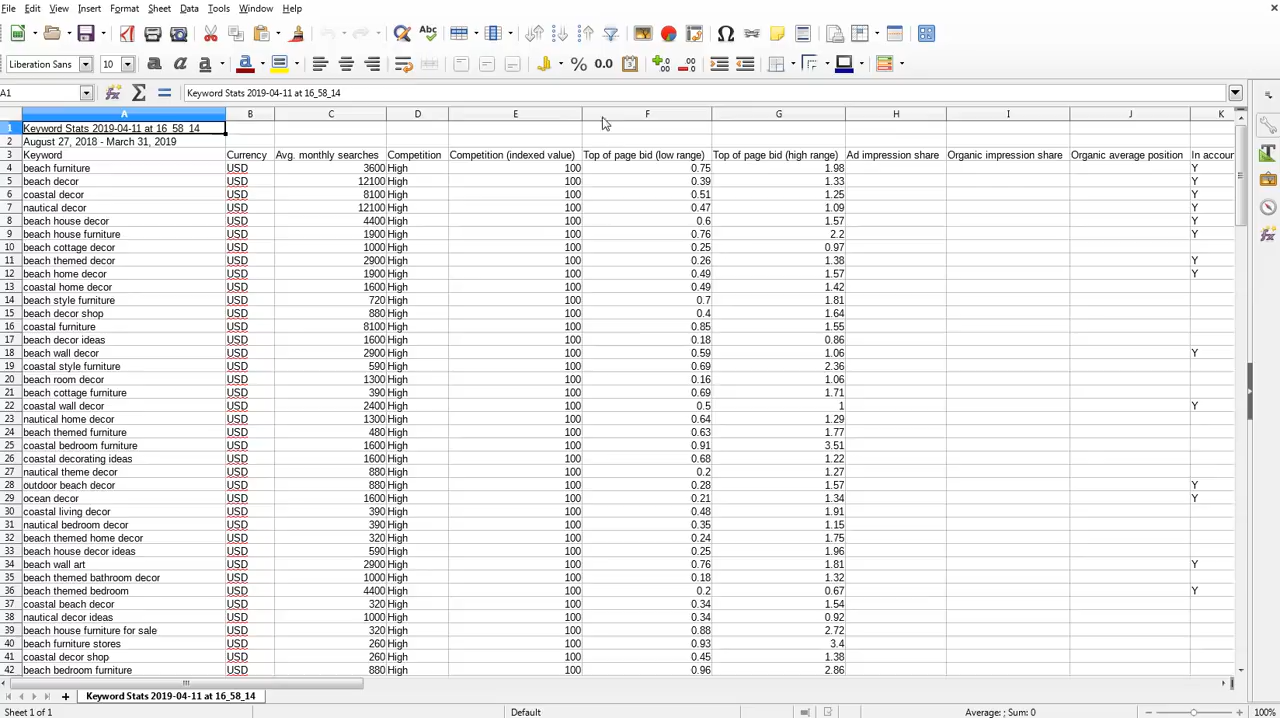 File Edit View Insert Format Sheet Data Tools Window Help
Liberation Sans 10
A1 Keyword Stats 2019-04-11 at 16_58_14
A B C D E F G H I J K
1 Keyword Stats 2019-04-11 at 16_58_14
2 August 27, 2018 - March 31, 2019
3 Keyword Currency Avg. monthly searches Competition Competition (indexed value) Top of page bid (low range) Top of page bid (high range) Ad impression share Organic impression share Organic average position In accoun
4 beach furniture USD 3600 High 100 0.75 1.98 Y
5 beach decor USD 12100 High 100 0.39 1.33 Y
6 coastal decor USD 8100 High 100 0.51 1.25 Y
7 nautical decor USD 12100 High 100 0.47 1.09 Y
8 beach house decor USD 4400 High 100 0.6 1.57 Y
9 beach house furniture USD 1900 High 100 0.76 2.2 Y
10 beach cottage decor USD 1000 High 100 0.25 0.97
11 beach themed decor USD 2900 High 100 0.26 1.38 Y
12 beach home decor USD 1900 High 100 0.49 1.57 Y
13 coastal home decor USD 1600 High 100 0.49 1.42
14 beach style furniture USD 720 High 100 0.7 1.81
15 beach decor shop USD 880 High 100 0.4 1.64
16 coastal furniture USD 8100 High 100 0.85 1.55
17 beach decor ideas USD 1600 High 100 0.18 0.86
18 beach wall decor USD 2900 High 100 0.59 1.06 Y
19 coastal style furniture USD 590 High 100 0.69 2.36
20 beach room decor USD 1300 High 100 0.16 1.06
21 beach cottage furniture USD 390 High 100 0.69 1.71
22 coastal wall decor USD 2400 High 100 0.5 1 Y
23 nautical home decor USD 1300 High 100 0.64 1.29
24 beach themed furniture USD 480 High 100 0.63 1.77
25 coastal bedroom furniture USD 1600 High 100 0.91 3.51
26 coastal decorating ideas USD 1600 High 100 0.68 1.22
27 nautical theme decor USD 880 High 100 0.2 1.27
28 outdoor beach decor USD 880 High 100 0.28 1.57 Y
29 ocean decor USD 1600 High 100 0.21 1.34 Y
30 coastal living decor USD 390 High 100 0.48 1.91
31 nautical bedroom decor USD 390 High 100 0.35 1.15
32 beach themed home decor USD 320 High 100 0.24 1.75
33 beach house decor ideas USD 590 High 100 0.25 1.96
34 beach wall art USD 2900 High 100 0.76 1.81 Y
35 beach themed bathroom decor USD 1000 High 100 0.18 1.32
36 beach themed bedroom USD 4400 High 100 0.2 0.67 Y
37 coastal beach decor USD 320 High 100 0.34 1.54
38 nautical decor ideas USD 1000 High 100 0.34 0.92
39 beach house furniture for sale USD 320 High 100 0.88 2.72
40 beach furniture stores USD 260 High 100 0.93 3.4
41 coastal decor shop USD 260 High 100 0.45 1.38
42 beach bedroom furniture USD 880 High 100 0.96 2.86
Keyword Stats 2019-04-11 at 16_58_14
Sheet 1 of 1 Default Average: ; Sum: 0 100%